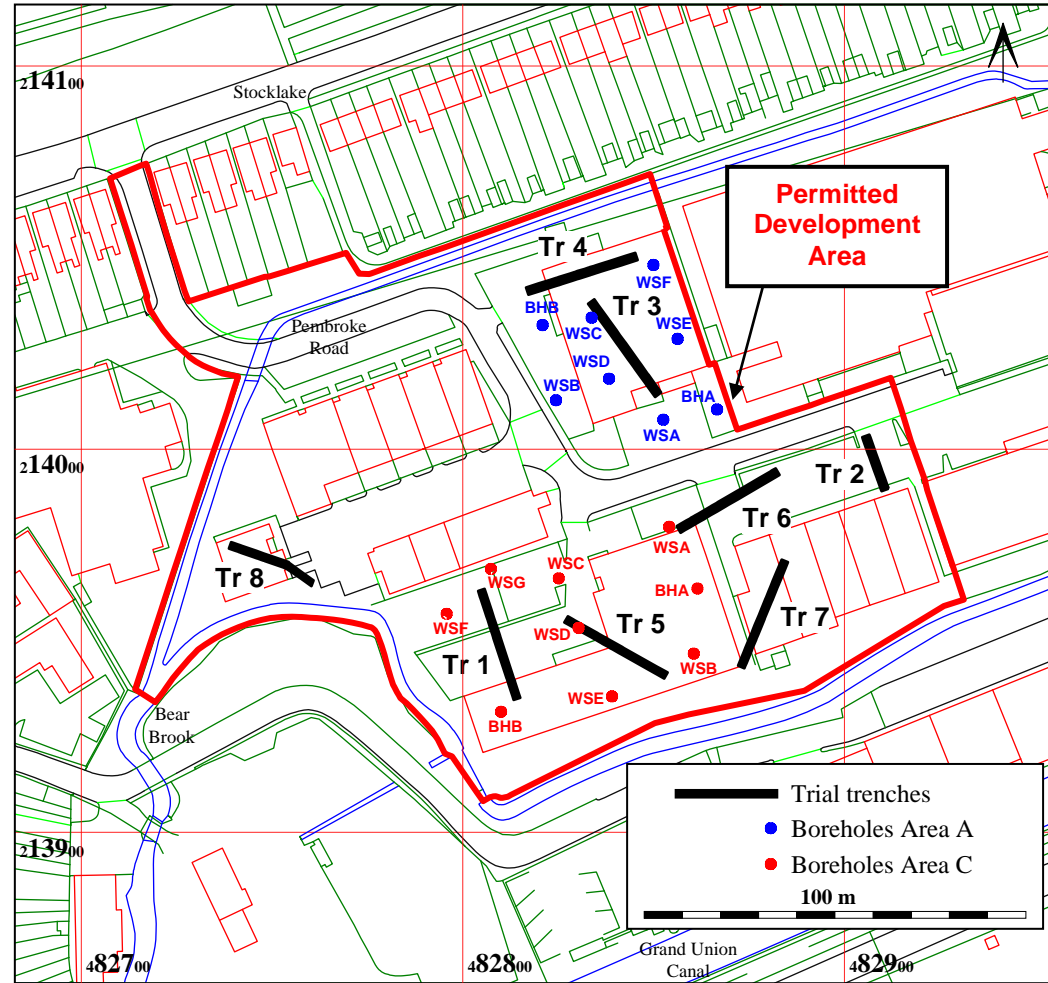 214100
Stocklake
Permitted
Development
Area
Tr 4
WSF
Tr 3
BHB
WSC
WSE
Pembroke
Road
WSD
WSB
BHA
WSA
214000
Tr 2
Tr 6
WSA
Tr 8
WSG
WSC
BHA
WSF
WSD
Tr 5
Tr 7
Tr 1
WSB
WSE
BHB
Bear
Brook
Trial trenches
Boreholes Area A
Boreholes Area C
100 m
213900
Grand Union
Canal
482700
482800
482900